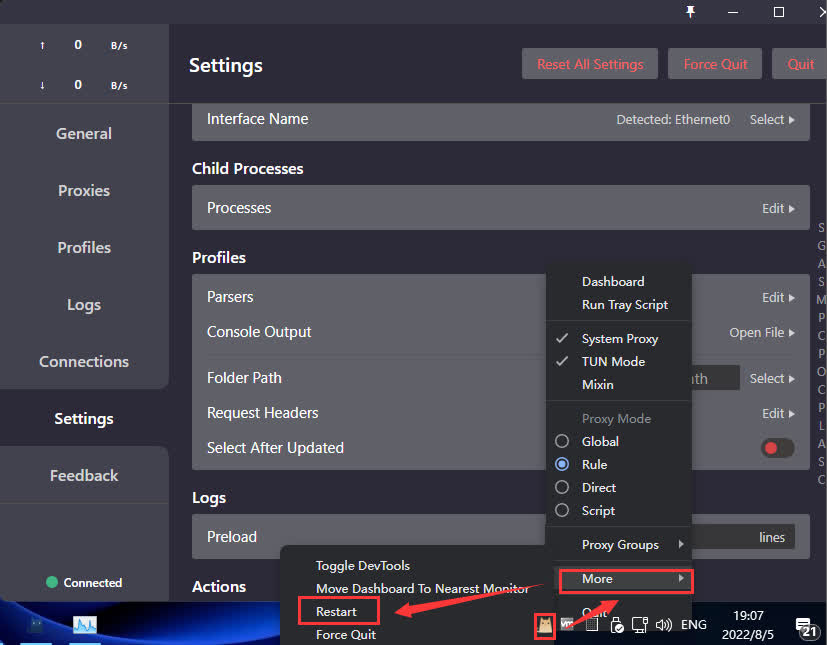 ↑ 0 B/s
↓ 0 B/s
General
Proxies
Profiles
Logs
Connections
Settings
Feedback
Connected
Settings
Reset All Settings
Force Quit
Quit
Interface Name
Detected: Ethernet0
Select
Child Processes
Processes
Edit
Profiles
Parsers
Edit
Console Output
Open File
Folder Path
Select
Request Headers
Edit
Select After Updated
Logs
Preload
lines
Actions
S
G
A
S
M
P
C
P
O
C
P
L
A
S
C
Dashboard
Run Tray Script
System Proxy
TUN Mode
Mixin
Proxy Mode
Global
Rule
Direct
Script
Proxy Groups
More
Quit
Toggle DevTools
Move Dashboard To Nearest Monitor
Restart
Force Quit
ENG
19:07
2022/8/5
21